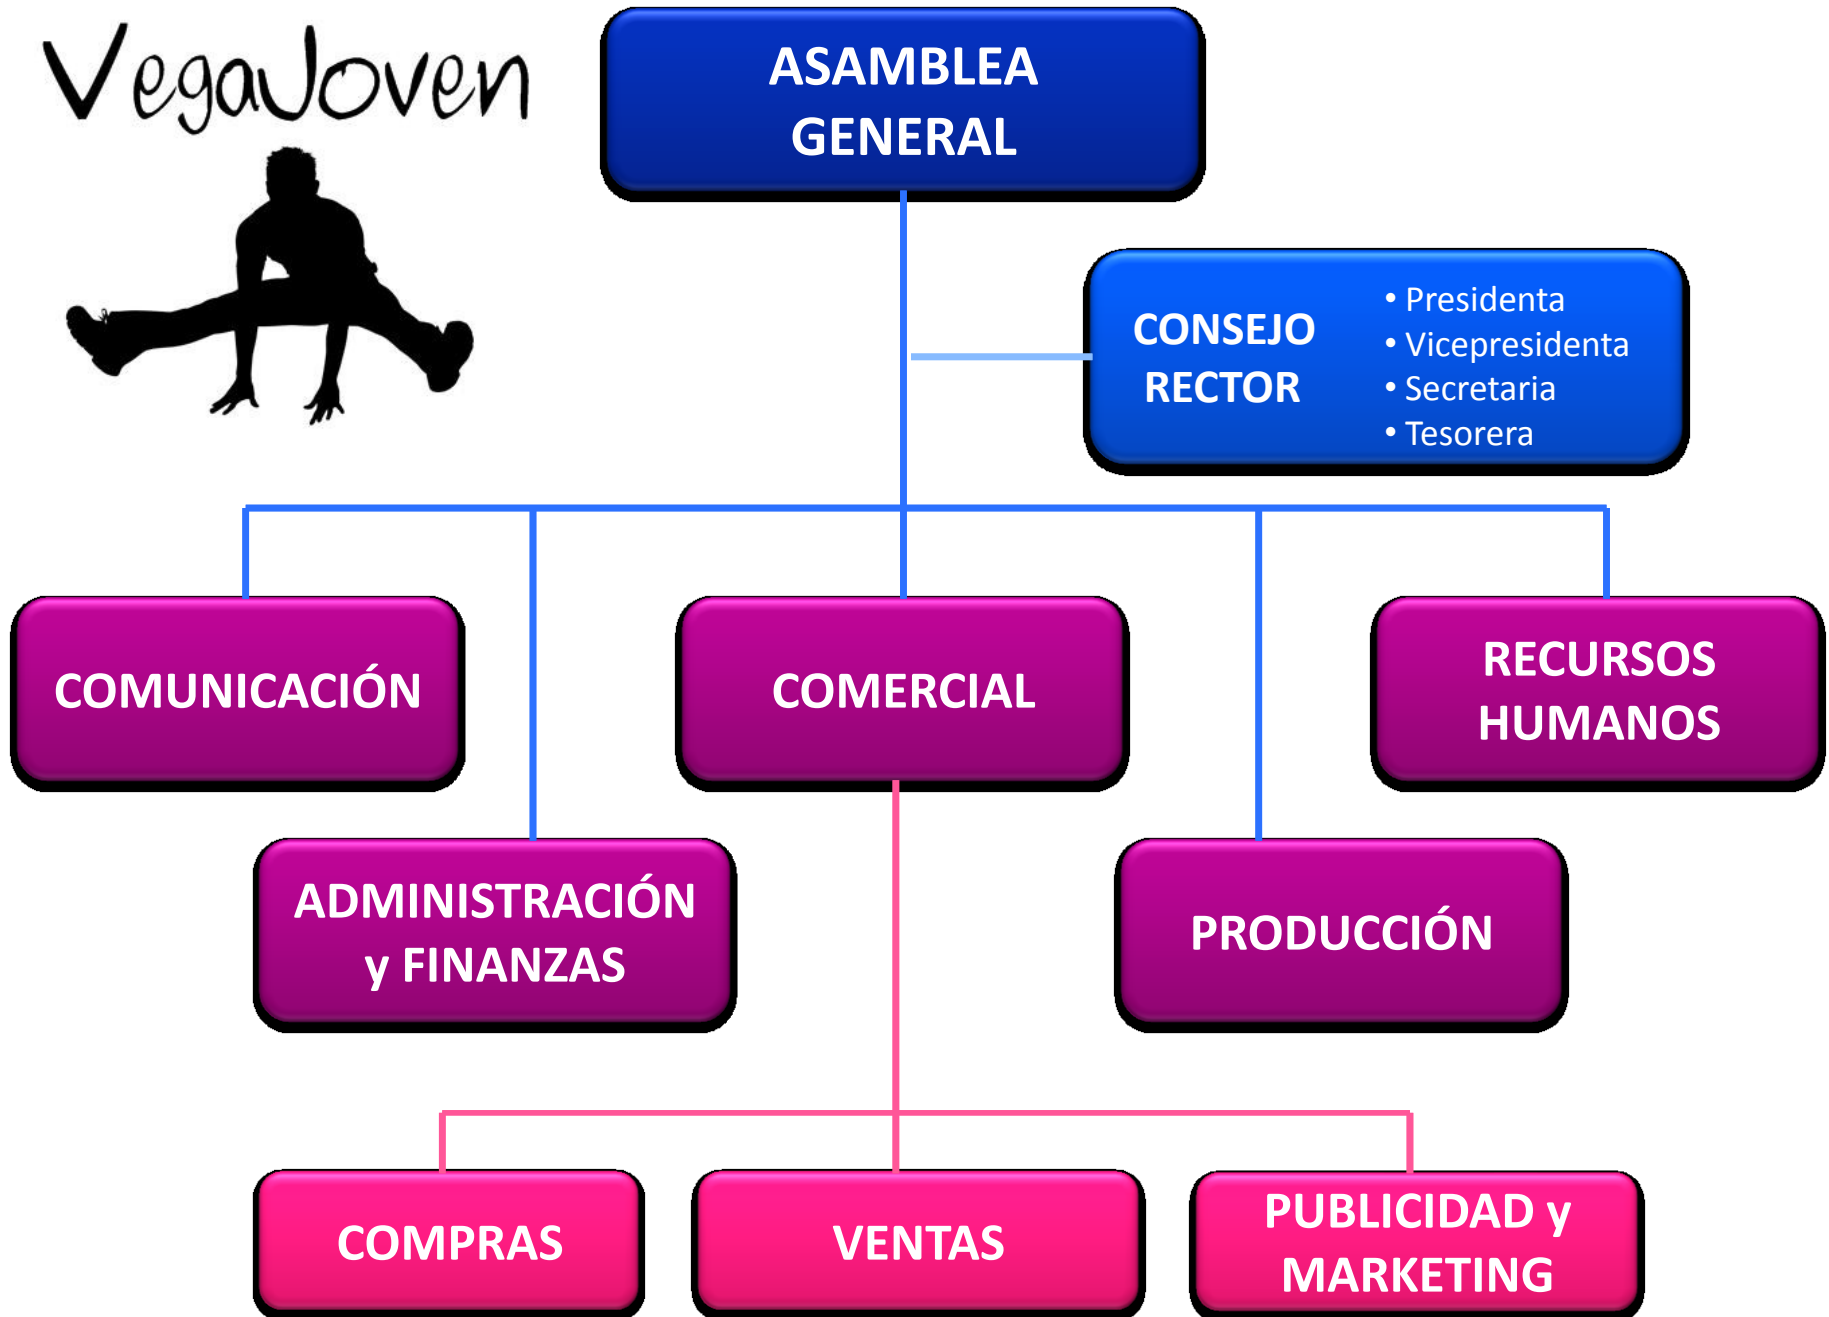 VegaJoven
ASAMBLEA
GENERAL
CONSEJO
RECTOR
• Presidenta
• Vicepresidenta
• Secretaria
• Tesorera
COMUNICACIÓN
COMERCIAL
RECURSOS
HUMANOS
ADMINISTRACIÓN
y FINANZAS
PRODUCCIÓN
COMPRAS
VENTAS
PUBLICIDAD y
MARKETING